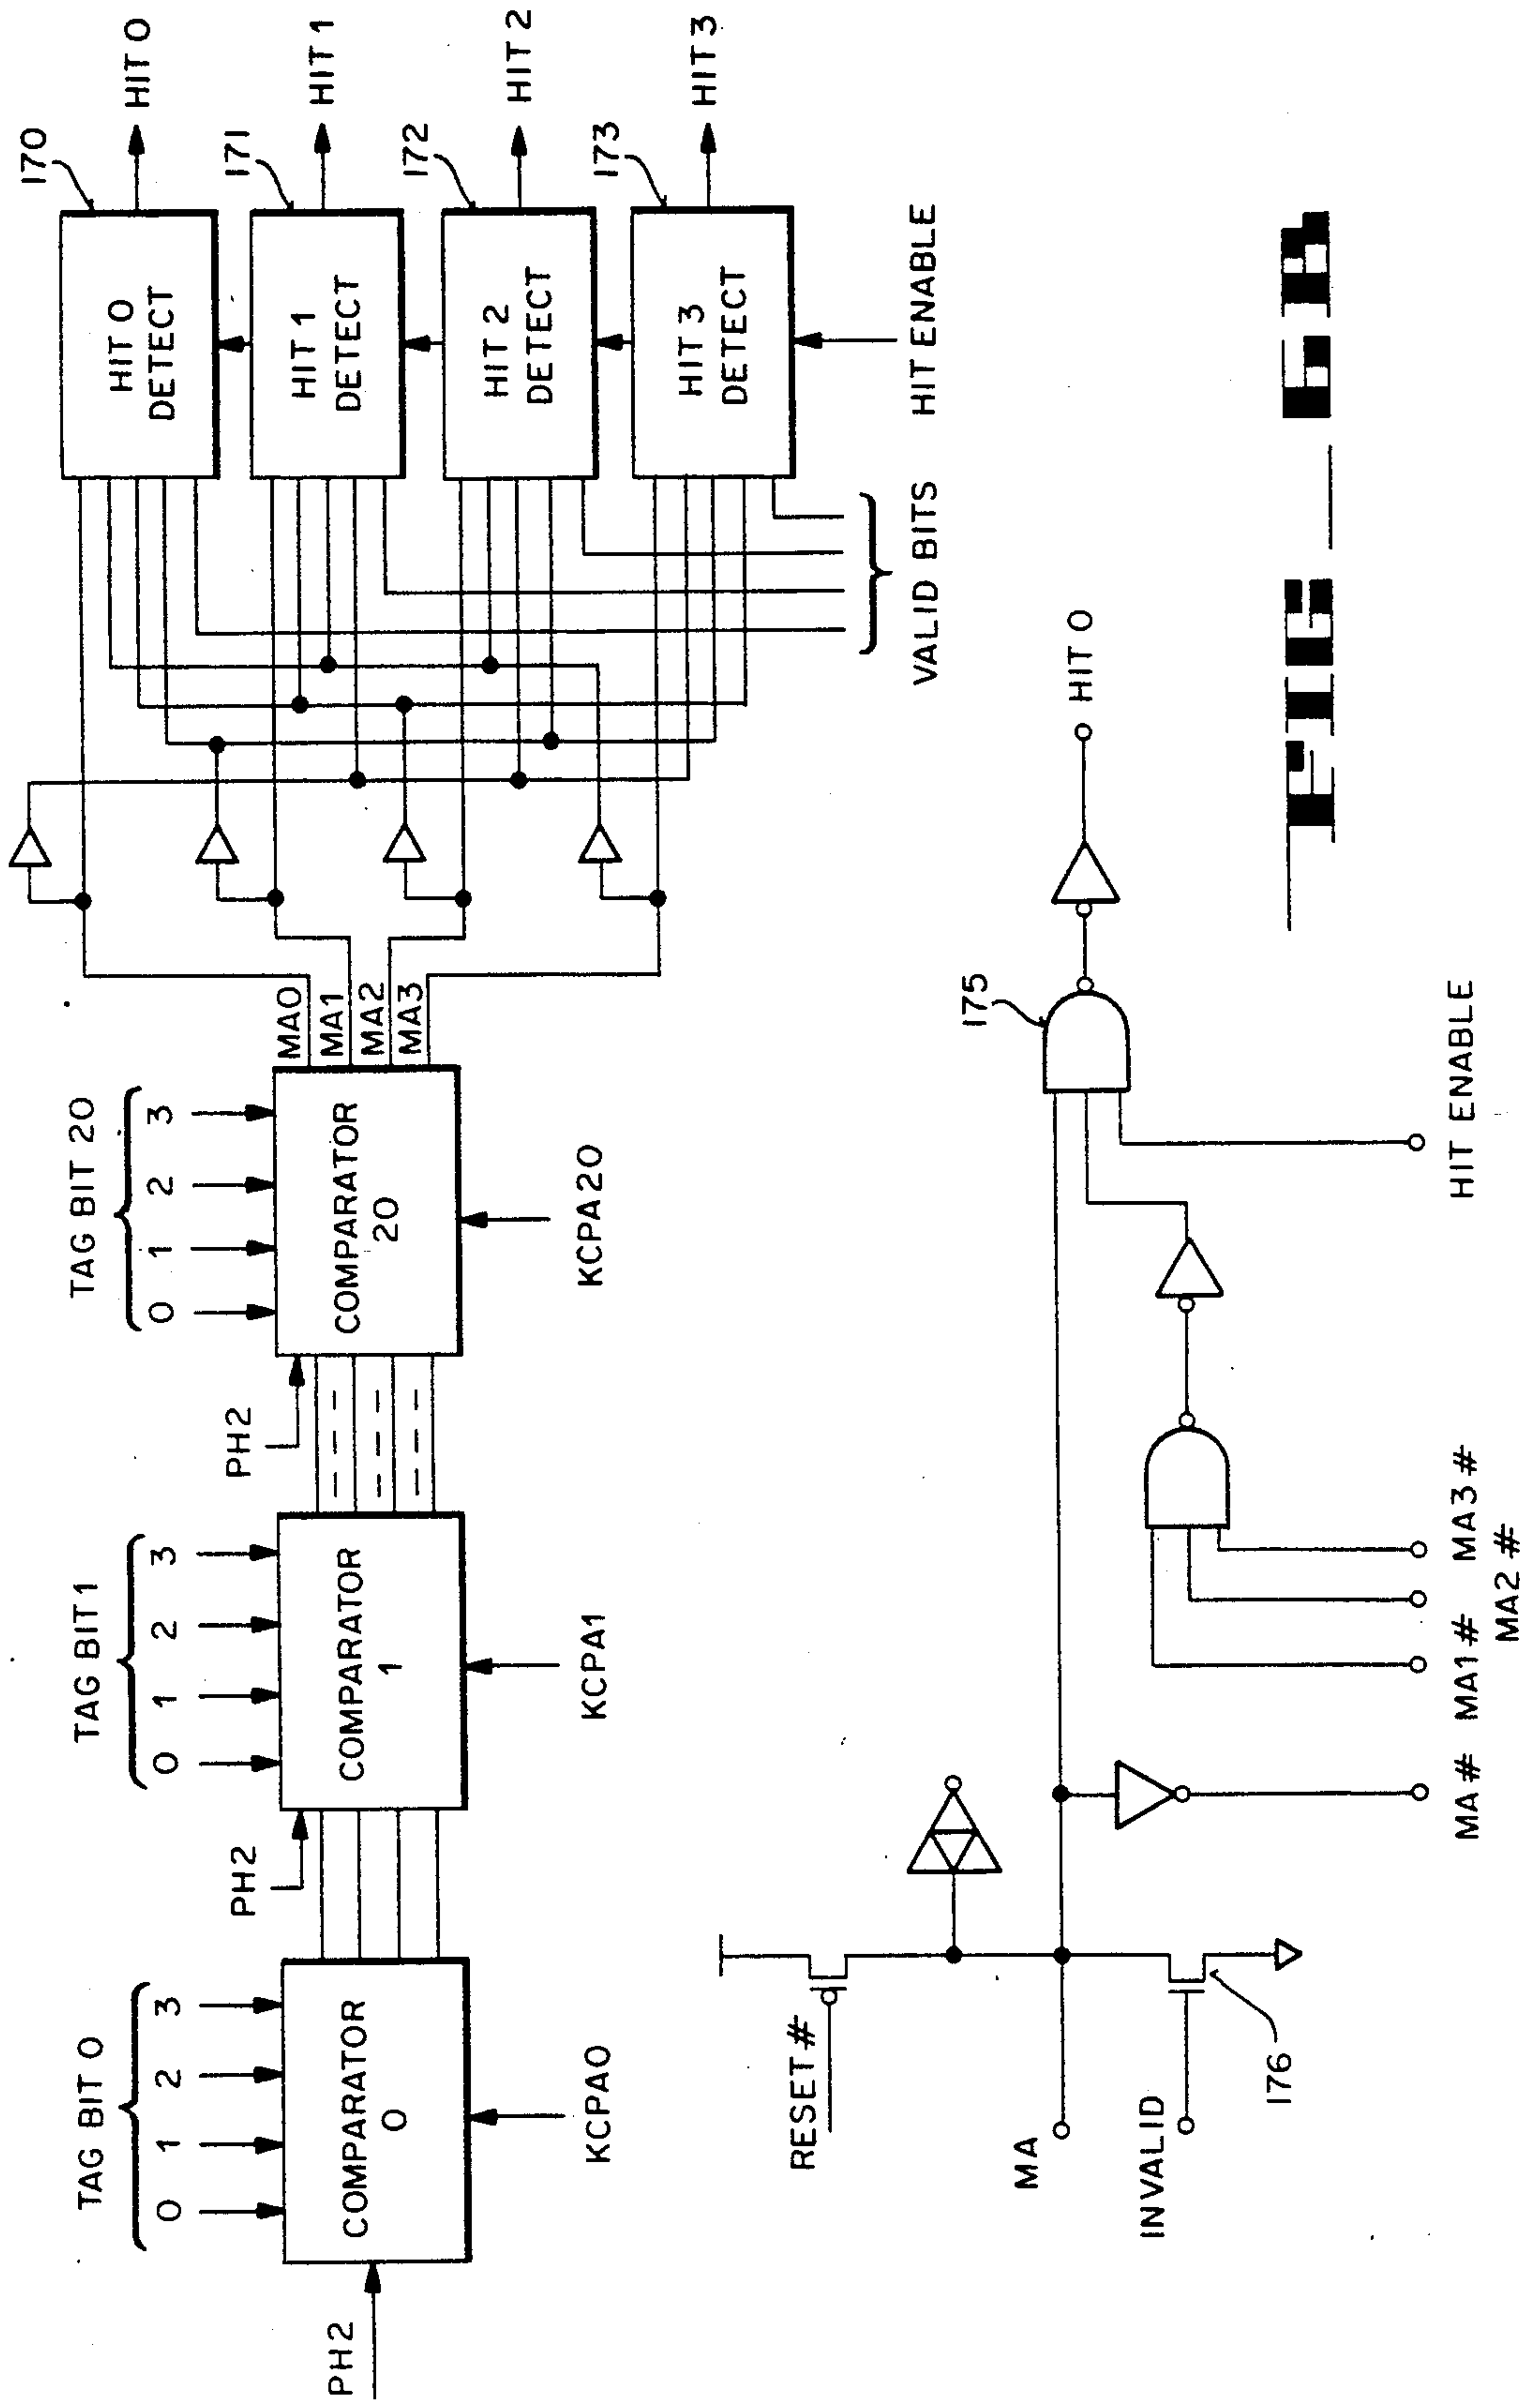 TAG BIT 0
0 1 2 3
PH2
COMPARATOR
0
KCPA0
TAG BIT 1
0 1 2 3
PH2
COMPARATOR
1
KCPA1
TAG BIT 20
0 1 2 3
PH2
COMPARATOR
20
KCPA20
MA0
MA1
MA2
MA3
170
HIT 0
DETECT
HIT 0
171
HIT 1
DETECT
HIT 1
172
HIT 2
DETECT
HIT 2
173
HIT 3
DETECT
HIT 3
VALID BITS
HIT ENABLE
RESET#
MA
INVALID
176
MA# MA1# MA3#
MA2#
175
HIT ENABLE
HIT 0